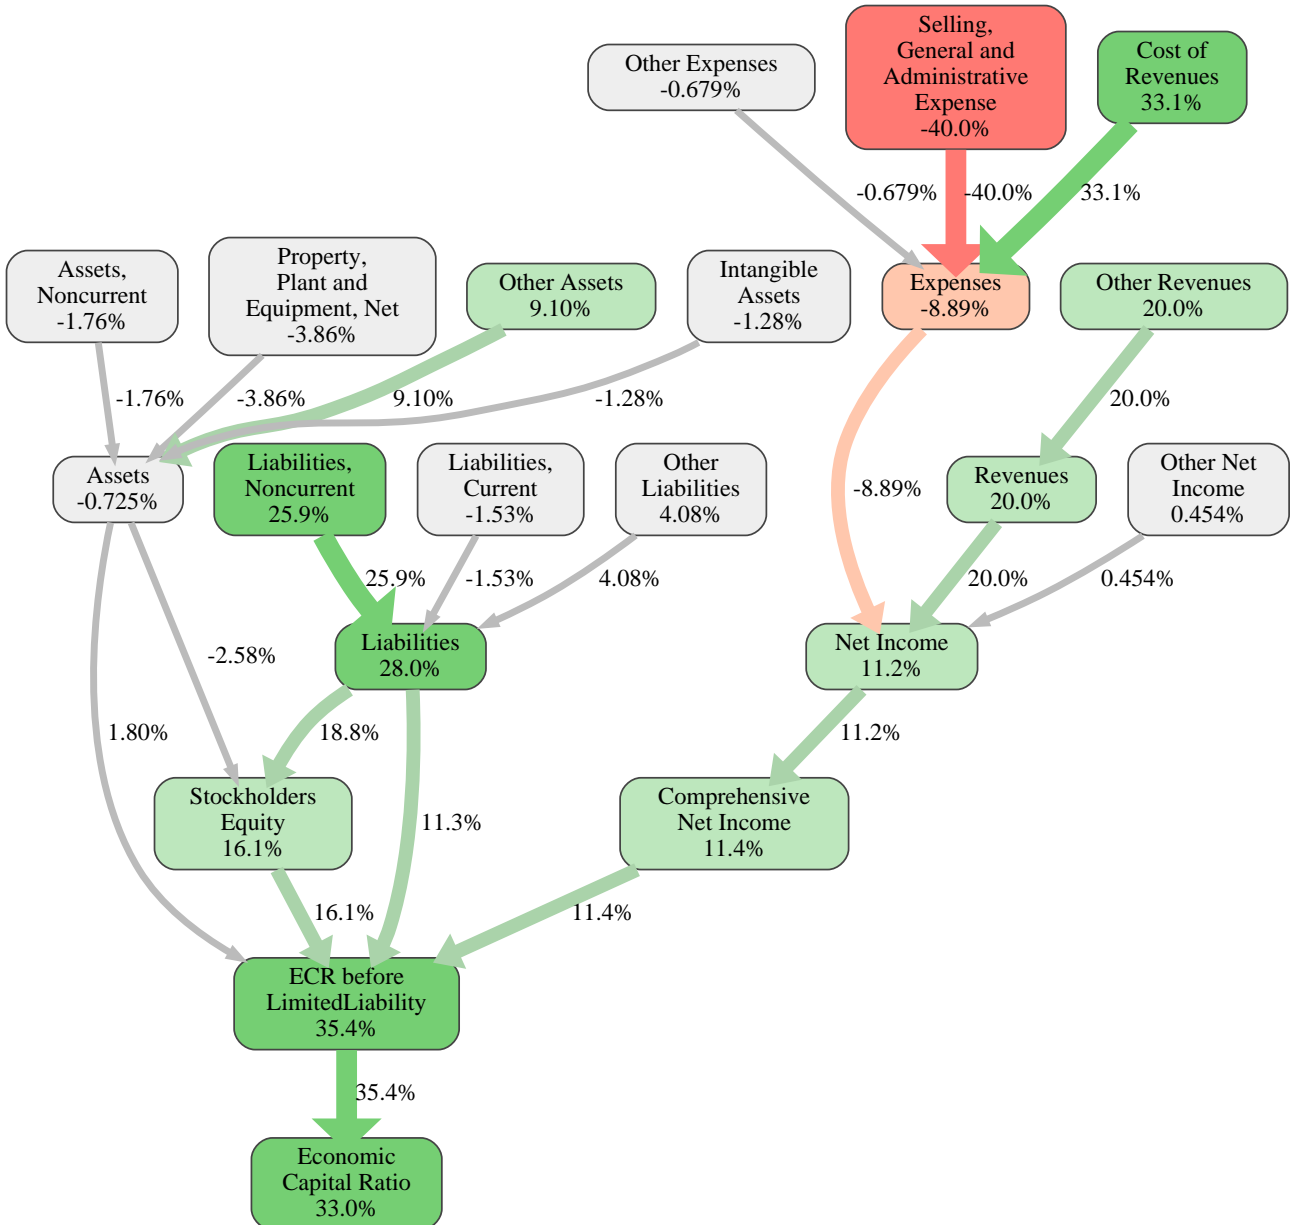 Other Expenses
-0.679%
Selling,
General and
Administrative
Expense
-40.0%
Cost of
Revenues
33.1%
-0.679%
-40.0%
33.1%
Assets,
Noncurrent
-1.76%
Property,
Plant and
Equipment, Net
-3.86%
Other Assets
9.10%
Intangible
Assets
-1.28%
Expenses
-8.89%
Other Revenues
20.0%
-1.76%
-3.86%
9.10%
-1.28%
20.0%
Assets
-0.725%
Liabilities,
Noncurrent
25.9%
Liabilities,
Current
-1.53%
Other
Liabilities
4.08%
-8.89%
Revenues
20.0%
Other Net
Income
0.454%
25.9%
-1.53%
4.08%
20.0%
0.454%
-2.58%
Liabilities
28.0%
Net Income
11.2%
1.80%
18.8%
11.2%
Stockholders
Equity
16.1%
11.3%
Comprehensive
Net Income
11.4%
16.1%
11.4%
ECR before
LimitedLiability
35.4%
35.4%
Economic
Capital Ratio
33.0%